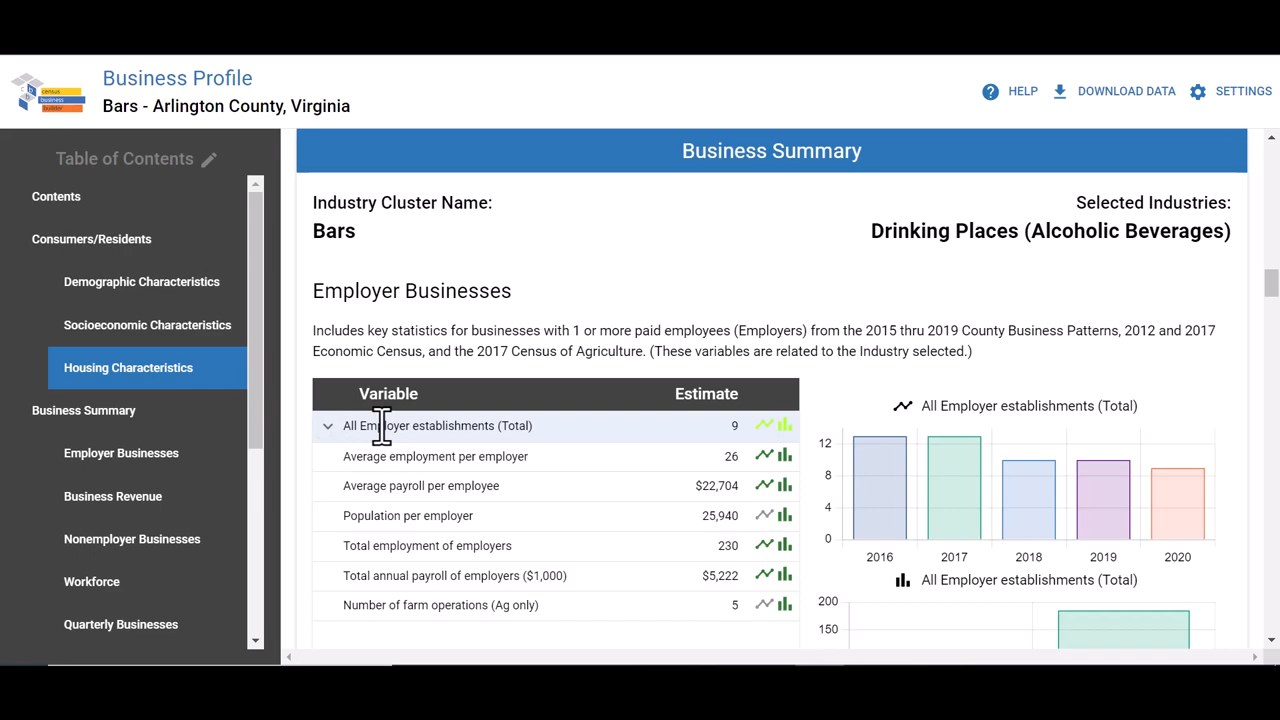 Business Profile
Bars - Arlington County, Virginia
census
business
builder
HELP
DOWNLOAD DATA
SETTINGS
Table of Contents
Contents
Consumers/Residents
Demographic Characteristics
Socioeconomic Characteristics
Housing Characteristics
Business Summary
Employer Businesses
Business Revenue
Nonemployer Businesses
Workforce
Quarterly Businesses
Business Summary
Industry Cluster Name:
Selected Industries:
Bars
Drinking Places (Alcoholic Beverages)
Employer Businesses
Includes key statistics for businesses with 1 or more paid employees (Employers) from the 2015 thru 2019 County Business Patterns, 2012 and 2017
Economic Census, and the 2017 Census of Agriculture. (These variables are related to the Industry selected.)
Variable Estimate
All Employer establishments (Total) 9
Average employment per employer 26
Average payroll per employee $22,704
Population per employer 25,940
Total employment of employers 230
Total annual payroll of employers ($1,000) $5,222
Number of farm operations (Ag only) 5
All Employer establishments (Total)
12
8
4
0
2016 2017 2018 2019 2020
All Employer establishments (Total)
200
150